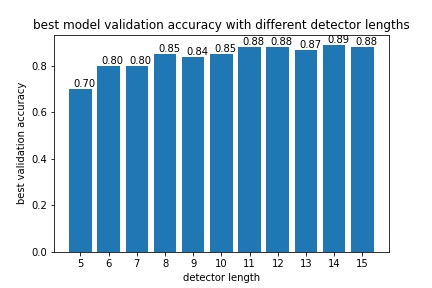 best model validation accuracy with different detector lengths
0.70 0.80 0.80 0.85 0.84 0.85 0.88 0.88 0.87 0.89 0.88
best validation accuracy
0.8
0.6
0.4
0.2
0.0
5 6 7 8 9 10 11 12 13 14 15
detector length